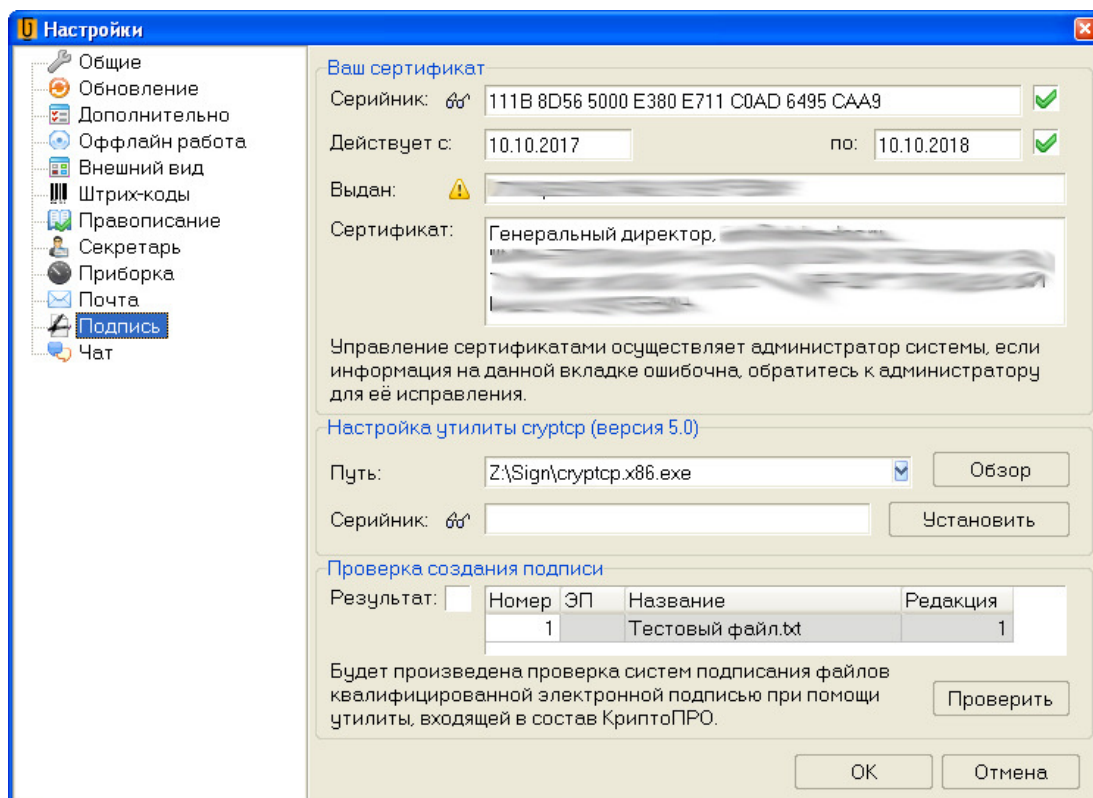 Настройки
Общие
Обновление
Дополнительно
Оффлайн работа
Внешний вид
Штрих-коды
Правописание
Секретарь
Приборка
Почта
Подпись
Чат
Ваш сертификат
Серийник: 111B 8D56 5000 E380 E711 C0AD 6495 CAA9
Действует с: 10.10.2017 по: 10.10.2018
Выдан:
Сертификат: Генеральный директор,
Управление сертификатами осуществляет администратор системы, если
информация на данной вкладке ошибочна, обратитесь к администратору
для её исправления.
Настройка утилиты cryptcp (версия 5.0)
Путь: Z:\Sign\cryptcp.x86.exe Обзор
Серийник: Установить
Проверка создания подписи
Результат: Номер ЭП Название Редакция
1 Тестовый файл.txt 1
Будет произведена проверка систем подписания файлов
квалифицированной электронной подписью при помощи
утилиты, входящей в состав КриптоПРО.
Проверить
OK Отмена